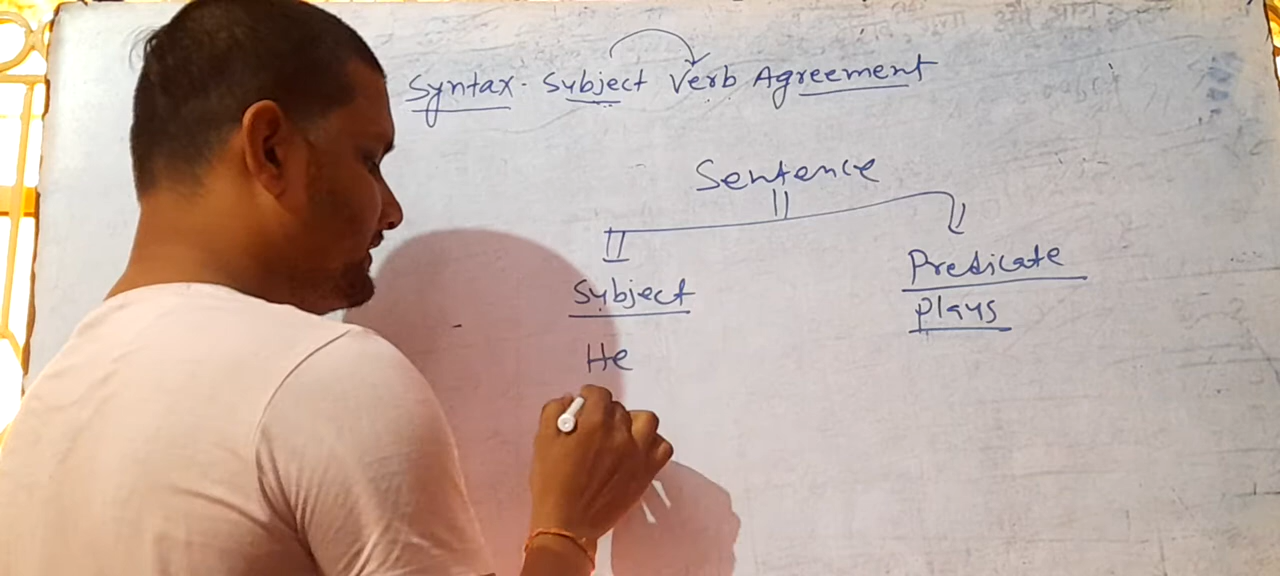 Syntax. Subject Verb Agreement
Sentence
Subject
Predicate
He
plays